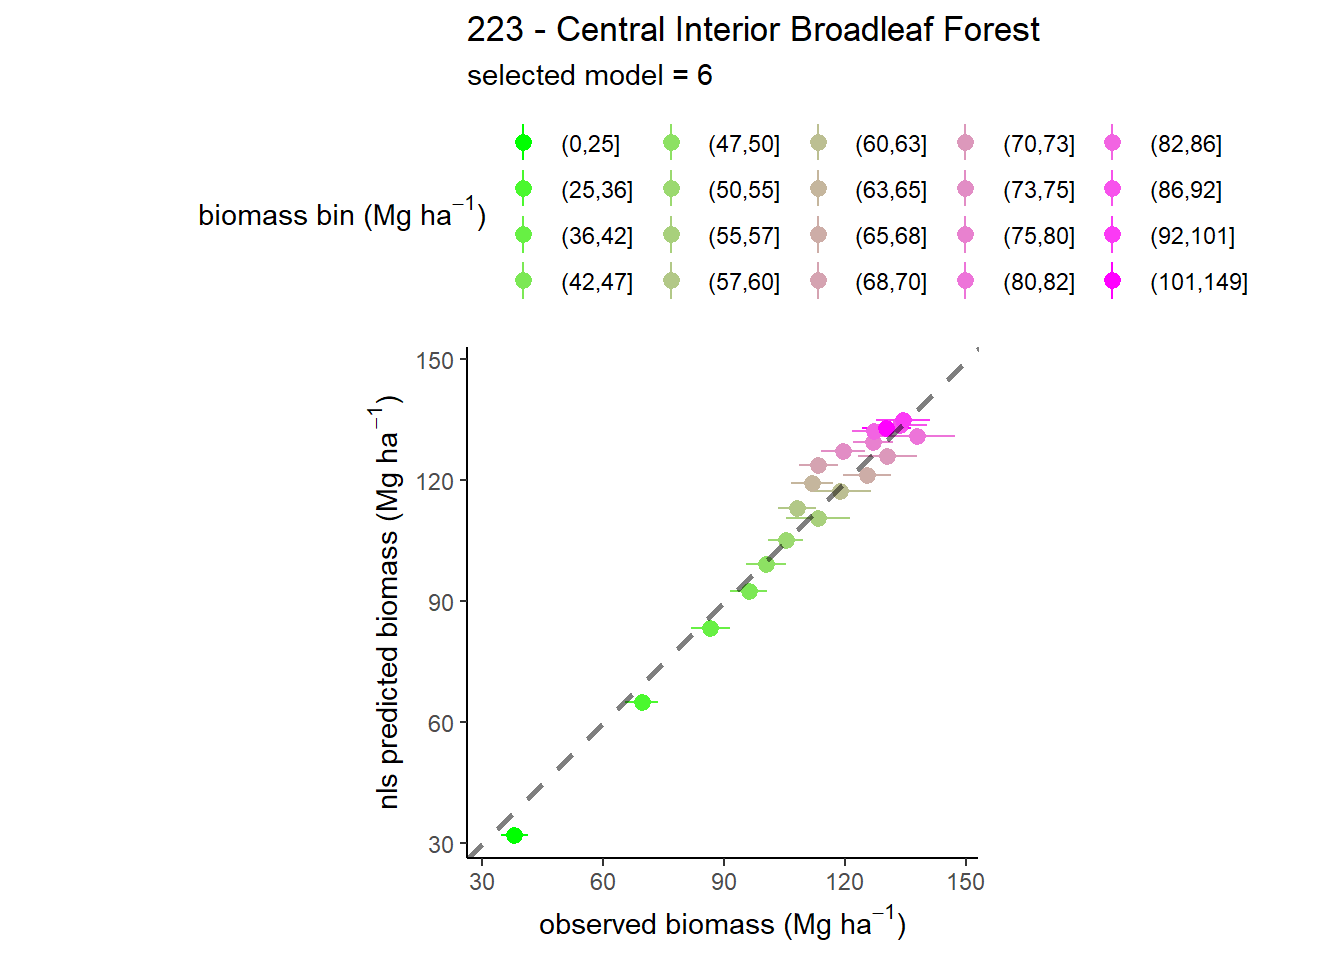 223 - Central Interior Broadleaf Forest
selected model = 6
biomass bin (Mg ha⁻¹)
(0,25] (47,50] (60,63] (70,73] (82,86]
(25,36] (50,55] (63,65] (73,75] (86,92]
(36,42] (55,57] (65,68] (75,80] (92,101]
(42,47] (57,60] (68,70] (80,82] (101,149]
nls predicted biomass (Mg ha⁻¹)
150
120
90
60
30
30 60 90 120 150
observed biomass (Mg ha⁻¹)